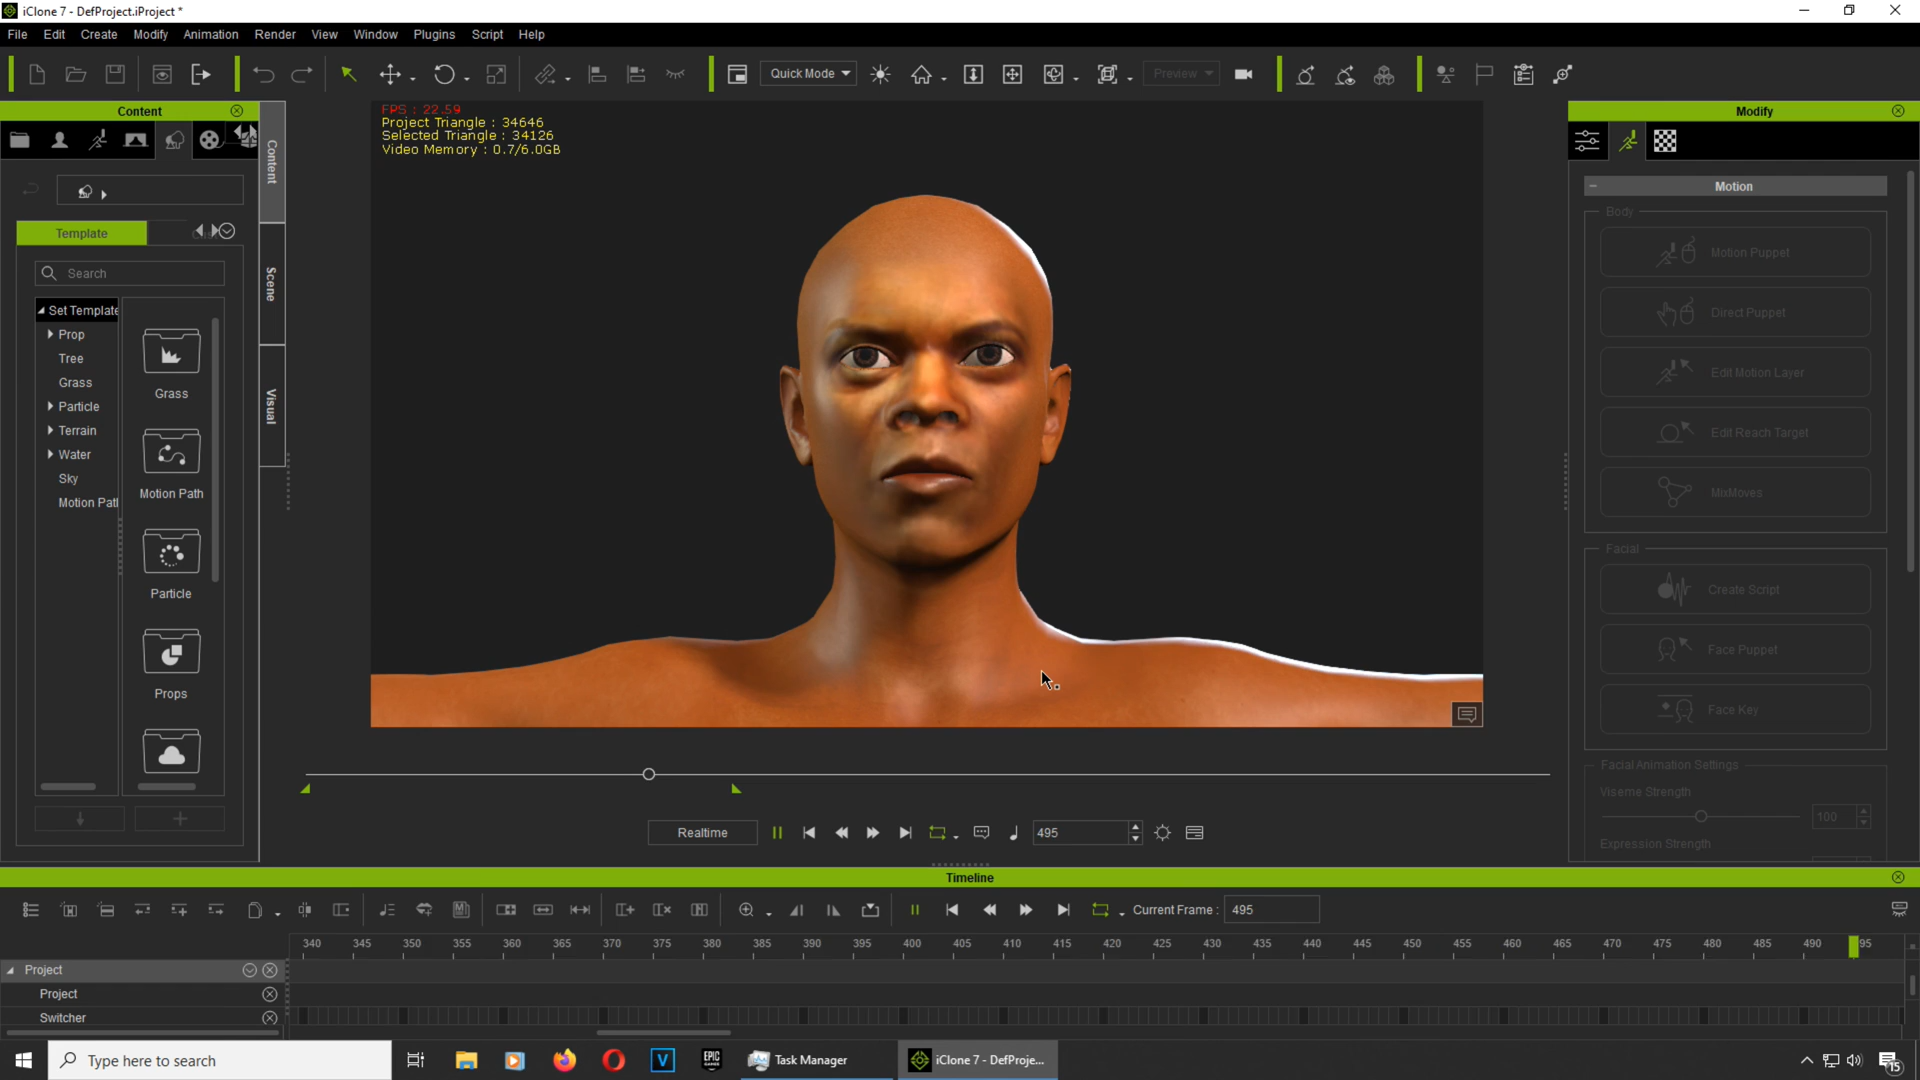 iClone 7 - DefProject.iProject *
File Edit Create Modify Animation Render View Window Plugins Script Help
Quick Mode Preview
Content
Modify
FPS : 22.59
Project Triangle : 34646
Selected Triangle : 34126
Video Memory : 0.7/6.0GB
Content
Scene
Visual
Template
Search
Set Template
Prop
Tree
Grass
Particle
Terrain
Water
Sky
Motion Pat
Grass
Motion Path
Particle
Props
Motion
Body
Motion Puppet
Direct Puppet
Edit Motion Layer
Edit Reach Target
MixMoves
Facial
Create Script
Face Puppet
Face Key
Facial Animation Settings
Viseme Strength
100
Expression Strength
Realtime 495
Timeline
Current Frame : 495
340 345 350 355 360 365 370 375 380 385 390 395 400 405 410 415 420 425 430 435 440 445 450 455 460 465 470 475 480 485 490 95
Project
Project
Switcher
Type here to search
EPIC GAMES
Task Manager
iClone 7 - DefProje...
15